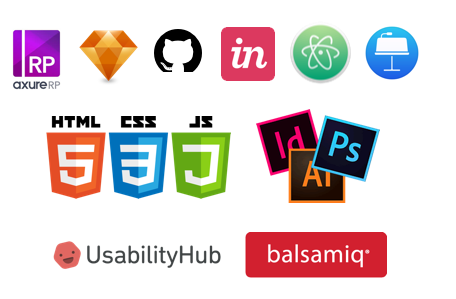 RP
axure RP
in
HTML CSS JS
5 3 J
Id
Ps
Ai
UsabilityHub
balsamiq®